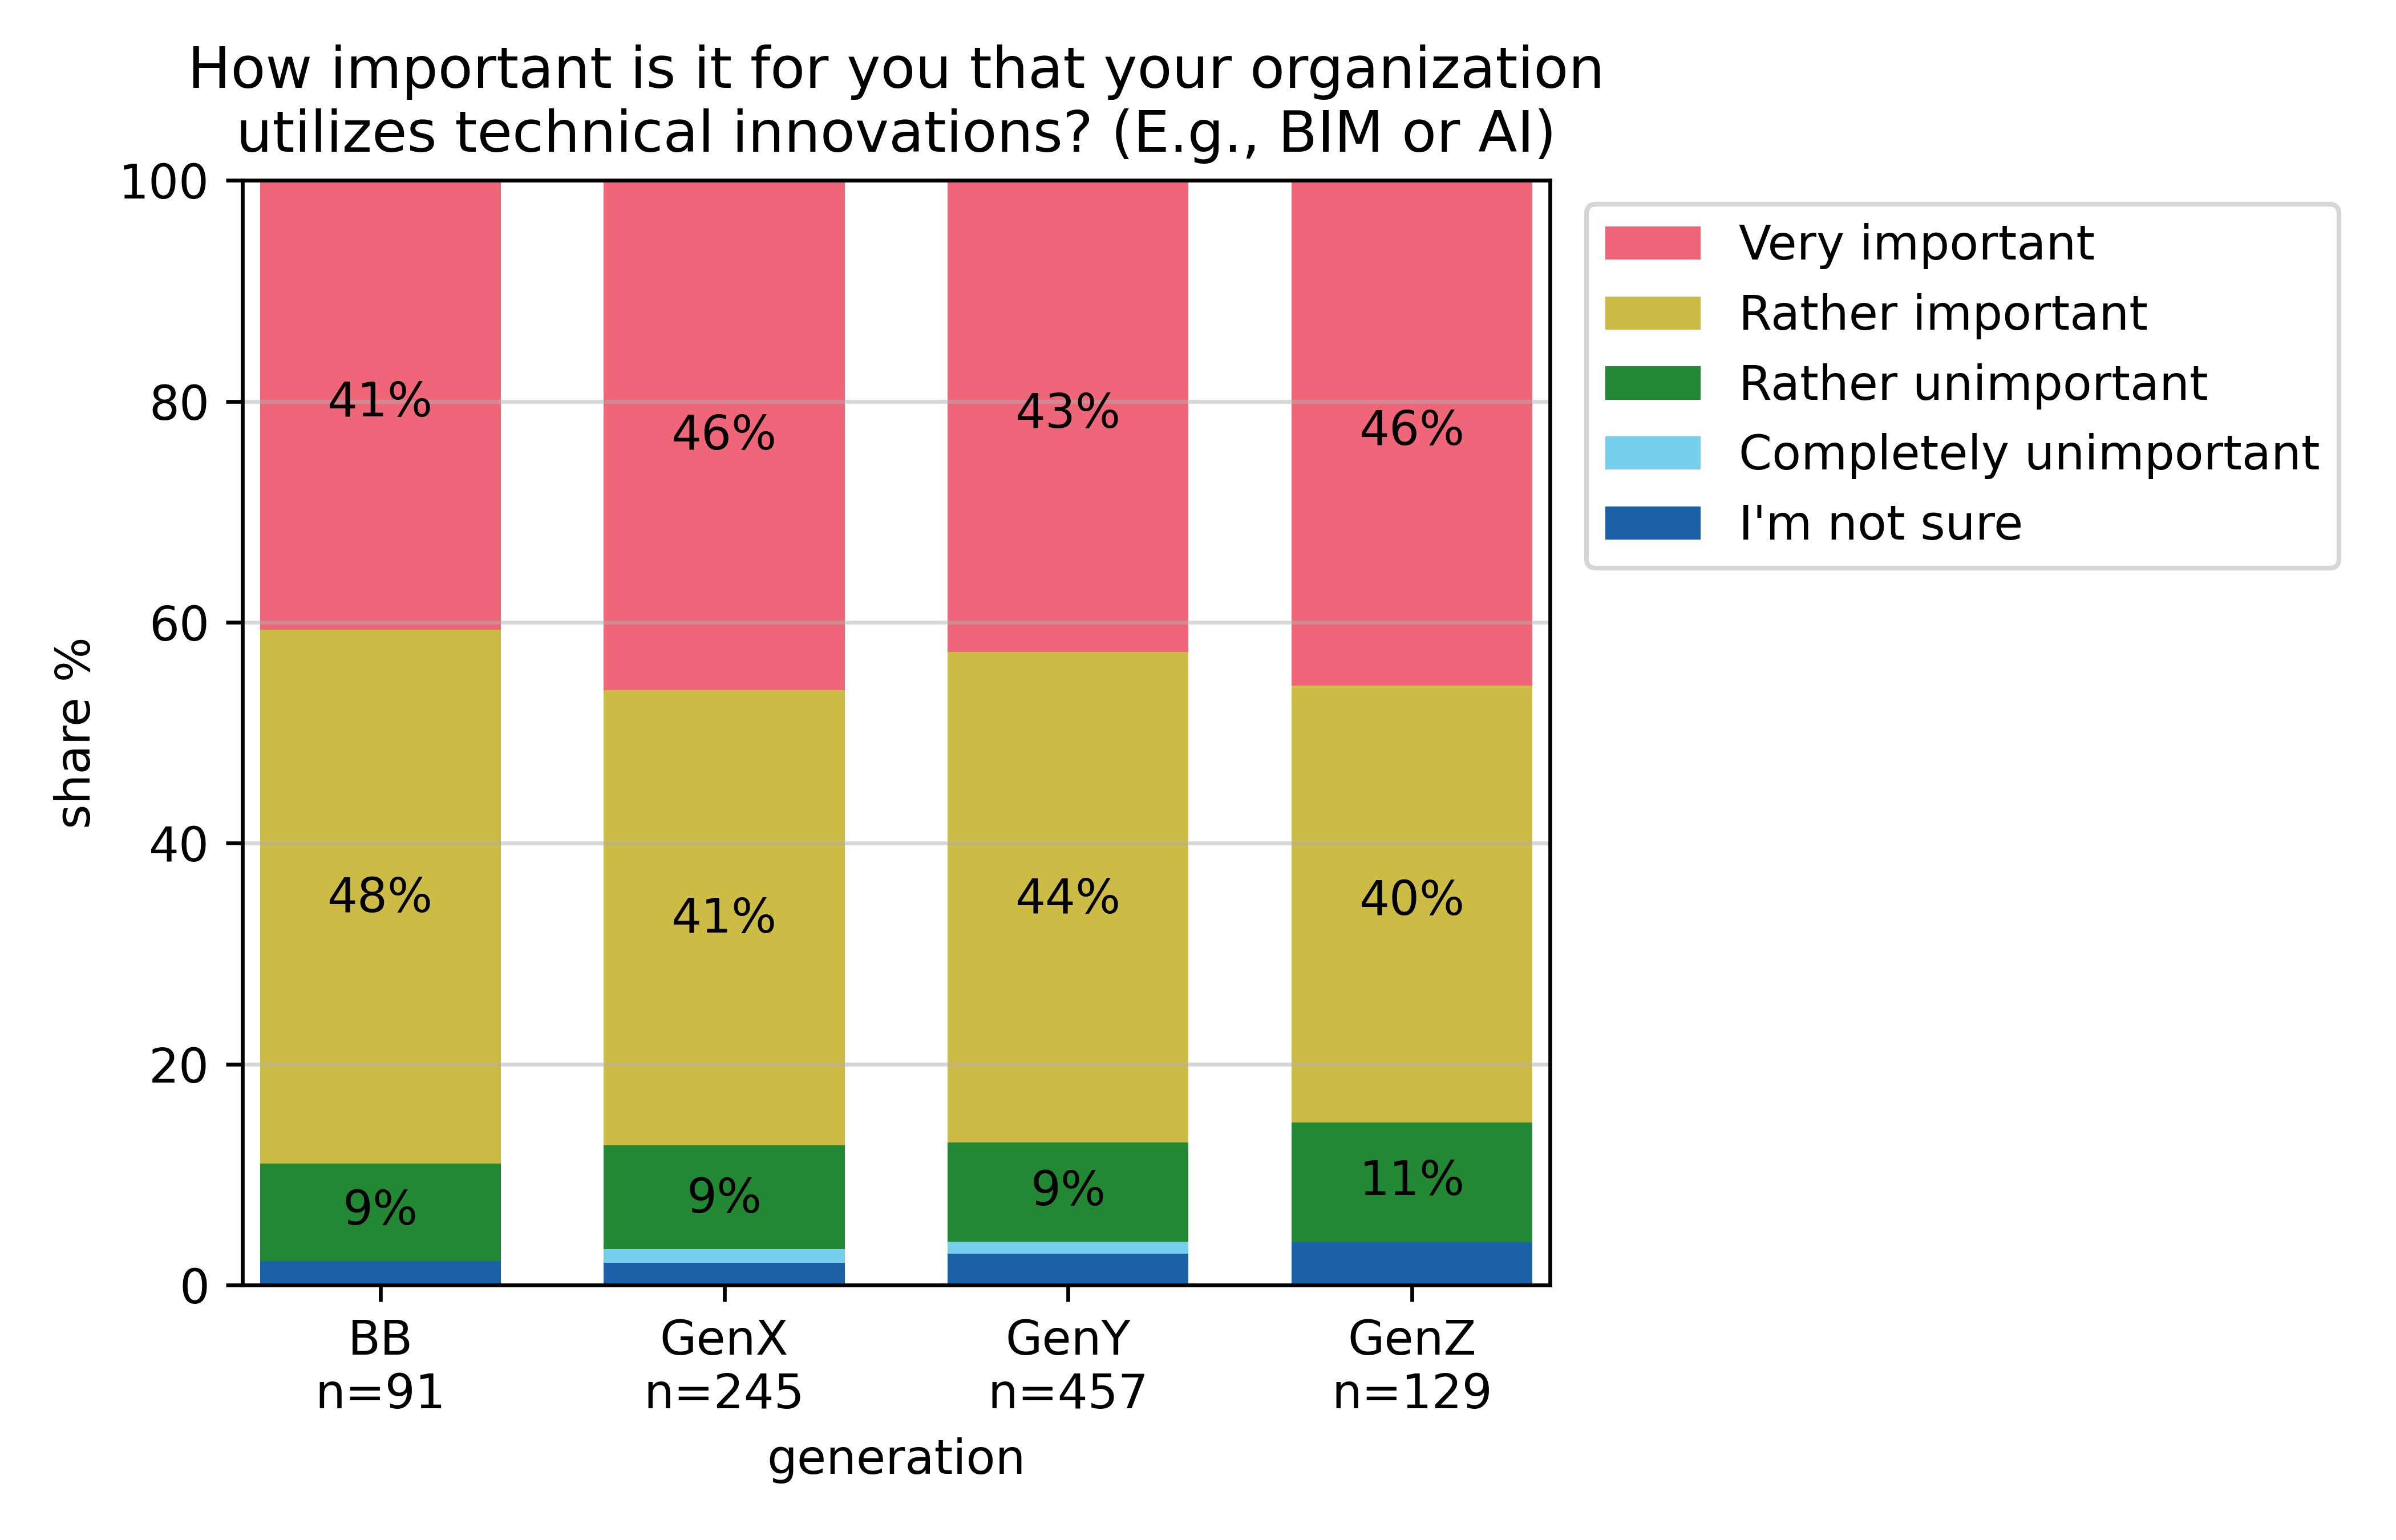 How important is it for you that your organization
utilizes technical innovations? (E.g., BIM or AI)
100
80
60
40
20
0
share %
41%
46%
43%
46%
48%
41%
44%
40%
9%
9%
9%
11%
BB
n=91
GenX
n=245
GenY
n=457
GenZ
n=129
generation
Very important
Rather important
Rather unimportant
Completely unimportant
I'm not sure